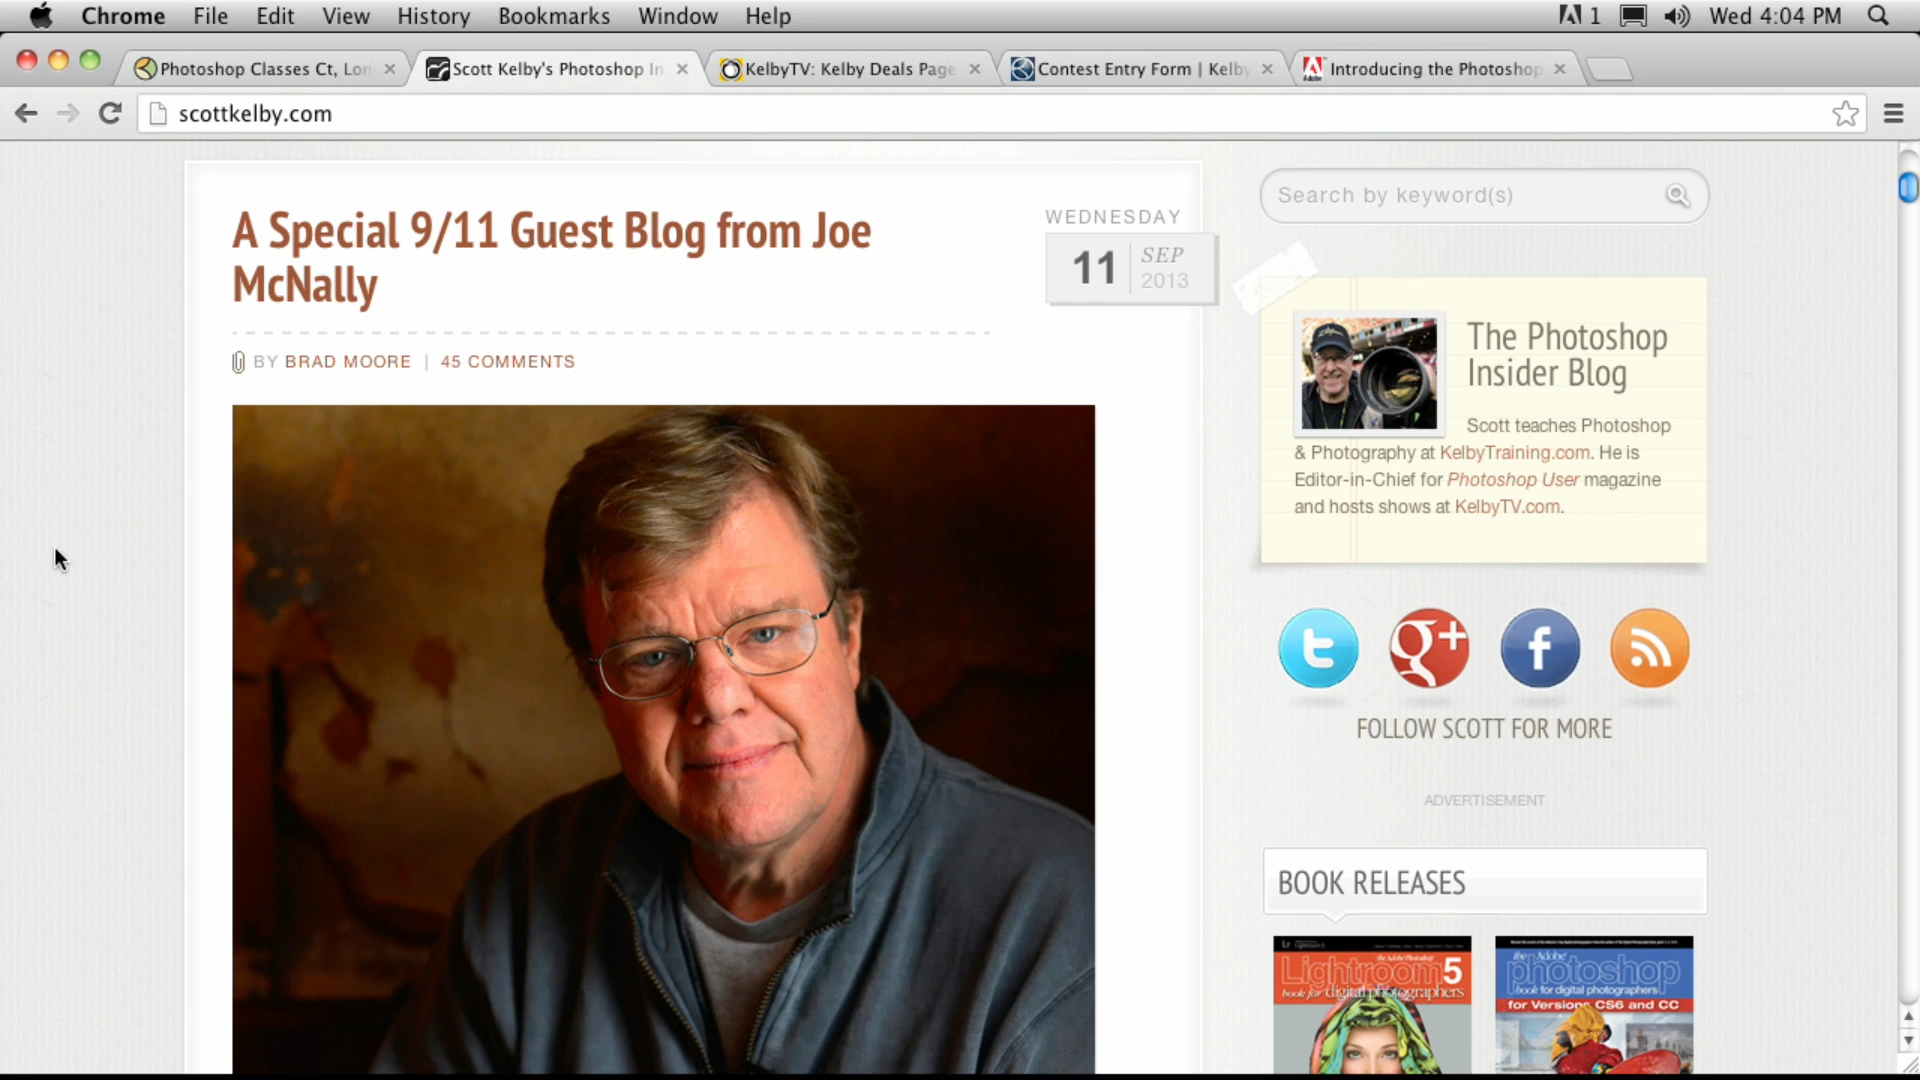 Chrome File Edit View History Bookmarks Window Help 1 Wed 4:04 PM
Photoshop Classes Ct, Lon Scott Kelby's Photoshop In KelbyTV: Kelby Deals Page Contest Entry Form | Kelby Introducing the Photoshop
scottkelby.com
A Special 9/11 Guest Blog from Joe
McNally
WEDNESDAY
11 SEP
2013
BY BRAD MOORE | 45 COMMENTS
Search by keyword(s)
The Photoshop
Insider Blog
Scott teaches Photoshop
& Photography at KelbyTraining.com. He is
Editor-in-Chief for Photoshop User magazine
and hosts shows at KelbyTV.com.
FOLLOW SCOTT FOR MORE
ADVERTISEMENT
BOOK RELEASES
the Adobe Photoshop
Lightroom 5
book for digital photographers
the Adobe
photoshop
book for digital photographers
for Versions CS6 and CC